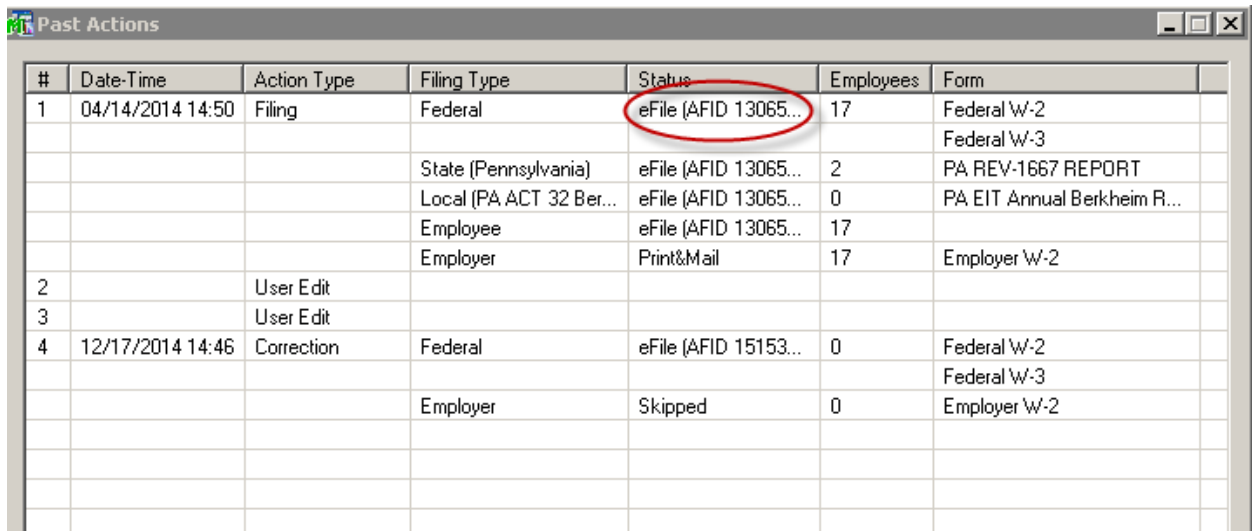 Past Actions
# Date-Time Action Type Filing Type Status Employees Form
1 04/14/2014 14:50 Filing Federal eFile (AFID 13065... 17 Federal W-2
Federal W-3
State (Pennsylvania) eFile (AFID 13065... 2 PA REV-1667 REPORT
Local (PA ACT 32 Ber... eFile (AFID 13065... 0 PA EIT Annual Berkheim R...
Employee eFile (AFID 13065... 17
Employer Print&Mail 17 Employer W-2
2 User Edit
3 User Edit
4 12/17/2014 14:46 Correction Federal eFile (AFID 15153... 0 Federal W-2
Federal W-3
Employer Skipped 0 Employer W-2